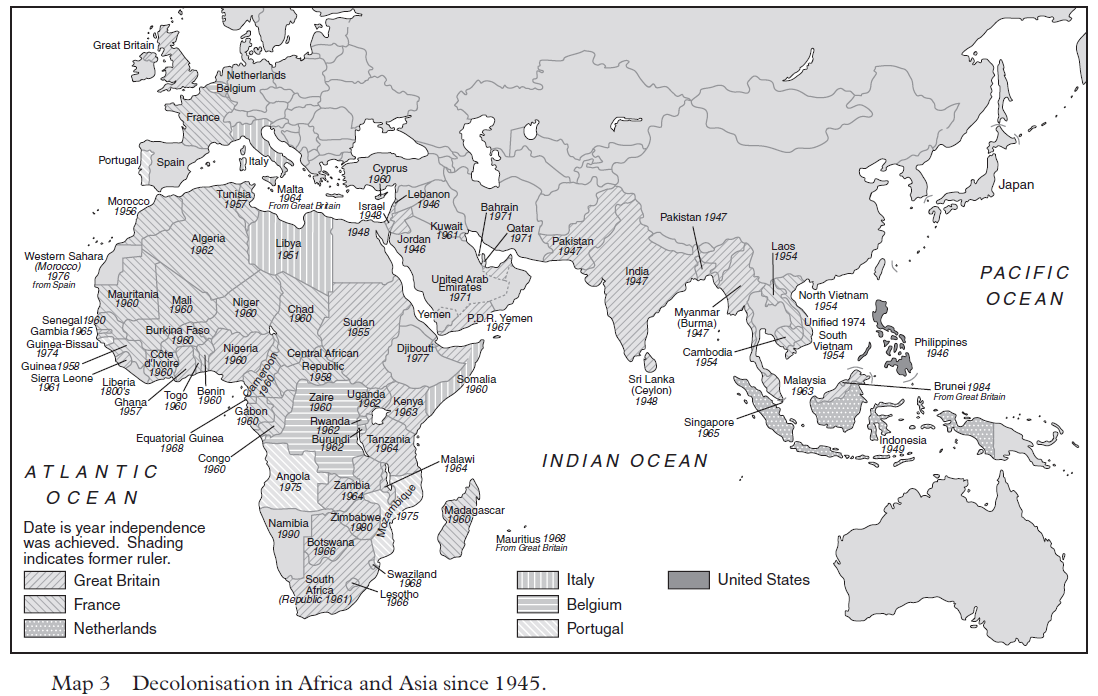 Great Britain
Netherlands
Belgium
France
Portugal
Spain
Italy
Japan
Morocco
1956
Tunisia
1957
Malta
1964
From Great Britain
Cyprus
1960
Lebanon
1946
Israel
1948
1948
Jordan
1946
Kuwait
1961
Bahrain
1971
Qatar
1971
Pakistan
1947
Pakistan 1947
India
1947
Laos
1954
Algeria
1962
Libya
1951
Western Sahara
(Morocco)
1976
from Spain
United Arab
Emirates
1971
Yemen
P.D.R. Yemen
1967
PACIFIC
OCEAN
Mauritania
1960
Mali
1960
Niger
1960
Chad
1960
Sudan
1955
Senegal 1960
Gambia 1965
Guinea-Bissau
1974
Guinea 1958
Sierra Leone
1961
Liberia
1800's
Ghana
1957
Burkina Faso
1960
Côte
d'Ivoire
1960
Togo
1960
Benin
1960
Nigeria
1960
Cameroon
1960
Central African
Republic
1958
Djibouti
1977
Somalia
1960
Myanmar
(Burma)
1947
Cambodia
1954
North Vietnam
1954
Unified 1974
South
Vietnam
1954
Philippines
1946
Sri Lanka
(Ceylon)
1948
Malaysia
1963
Brunei 1984
From Great Britain
Singapore
1965
Indonesia
1949
Gabon
1960
Equatorial Guinea
1968
Congo
1960
Zaire
1960
Uganda
1962
Kenya
1963
Rwanda
1962
Burundi
1962
Tanzania
1964
Malawi
1964
INDIAN OCEAN
ATLANTIC
OCEAN
Angola
1975
Zambia
1964
Mozambique
1975
Zimbabwe
1980
Namibia
1990
Botswana
1966
Madagascar
1960
Mauritius 1968
From Great Britain
South
Africa
(Republic 1961)
Swaziland
1968
Lesotho
1966
Date is year independence
was achieved. Shading
indicates former ruler.
Great Britain
France
Netherlands
Italy
Belgium
Portugal
United States
Map 3 Decolonisation in Africa and Asia since 1945.